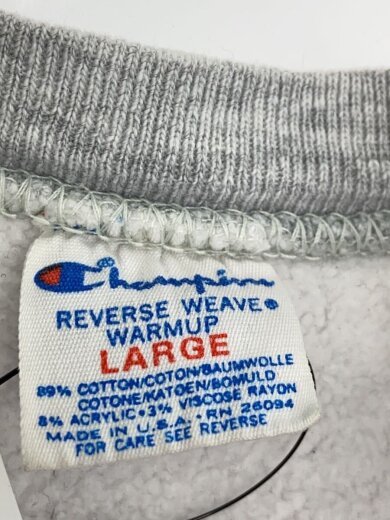 Champion
REVERSE WEAVE®
WARMUP
LARGE
89% COTTON/COTON/BAUMWOLLE
COTONE/KATOEN/BOMULD
8% ACRYLIC • 3% VISCOSE RAYON
MADE IN U.S.A. • RN 26094
FOR CARE SEE REVERSE